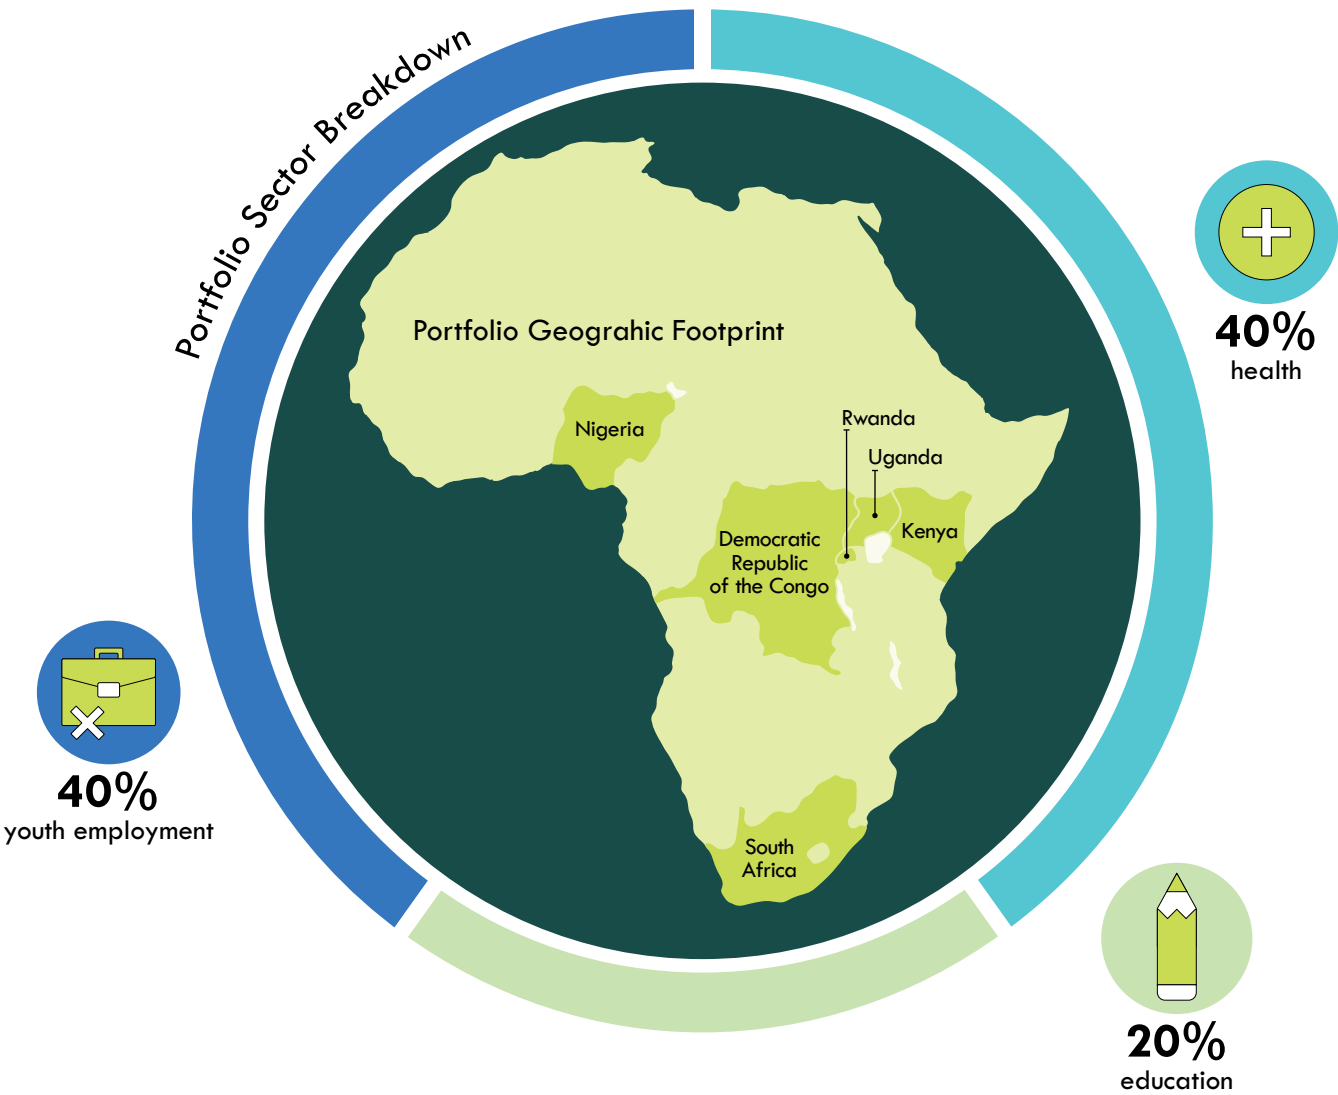 Portfolio Sector Breakdown
Portfolio Geograhic Footprint
Nigeria
Rwanda
Uganda
Kenya
Democratic
Republic
of the Congo
South
Africa
40%
health
40%
youth employment
20%
education